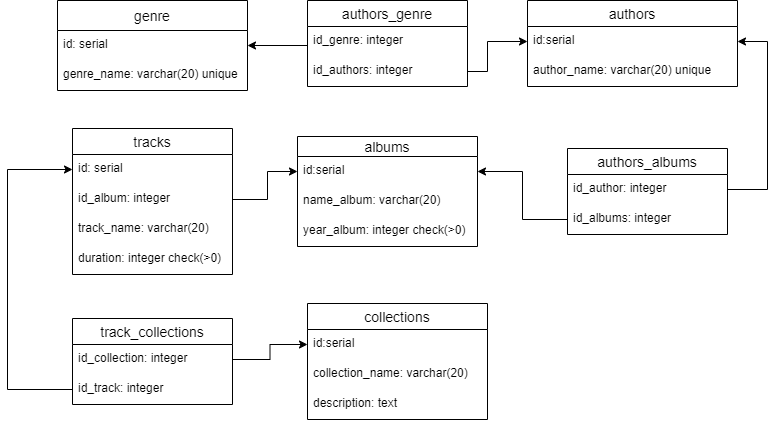 genre
id: serial
genre_name: varchar(20) unique
authors_genre
id_genre: integer
id_authors: integer
authors
id:serial
author_name: varchar(20) unique
tracks
id: serial
id_album: integer
track_name: varchar(20)
duration: integer check(>0)
albums
id:serial
name_album: varchar(20)
year_album: integer check(>0)
authors_albums
id_author: integer
id_albums: integer
track_collections
id_collection: integer
id_track: integer
collections
id:serial
collection_name: varchar(20)
description: text